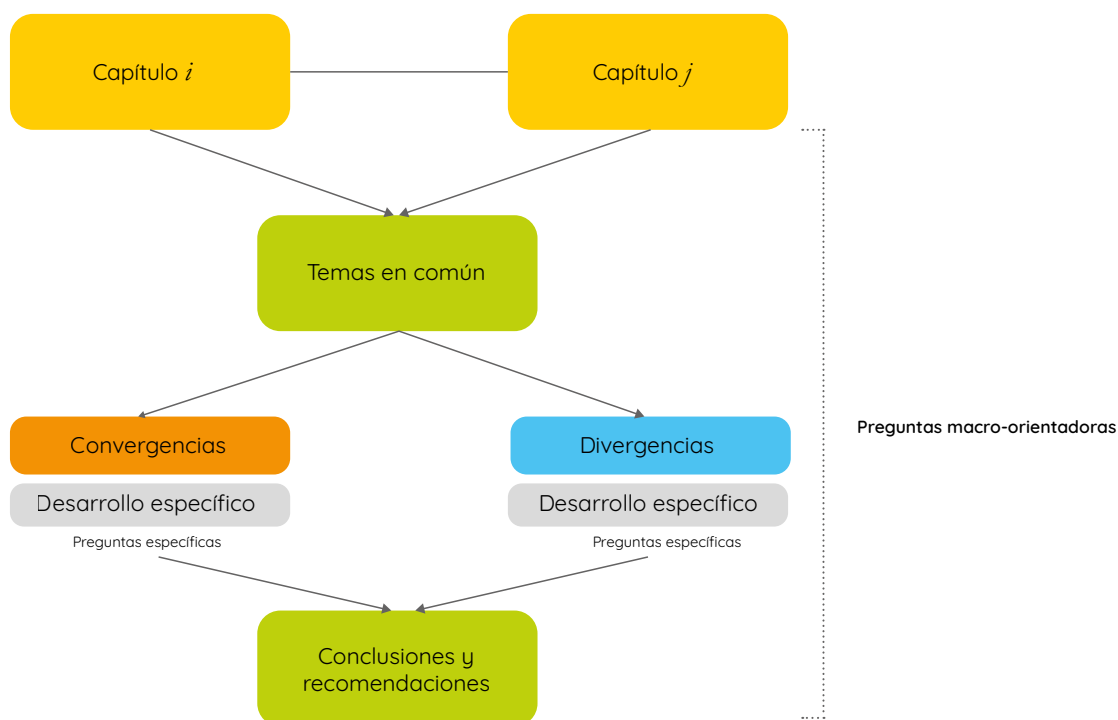 Capítulo i
Capítulo j
Temas en común
Preguntas macro-orientadoras
Convergencias
Divergencias
Desarrollo específico
Desarrollo específico
Preguntas específicas
Preguntas específicas
Conclusiones y
recomendaciones